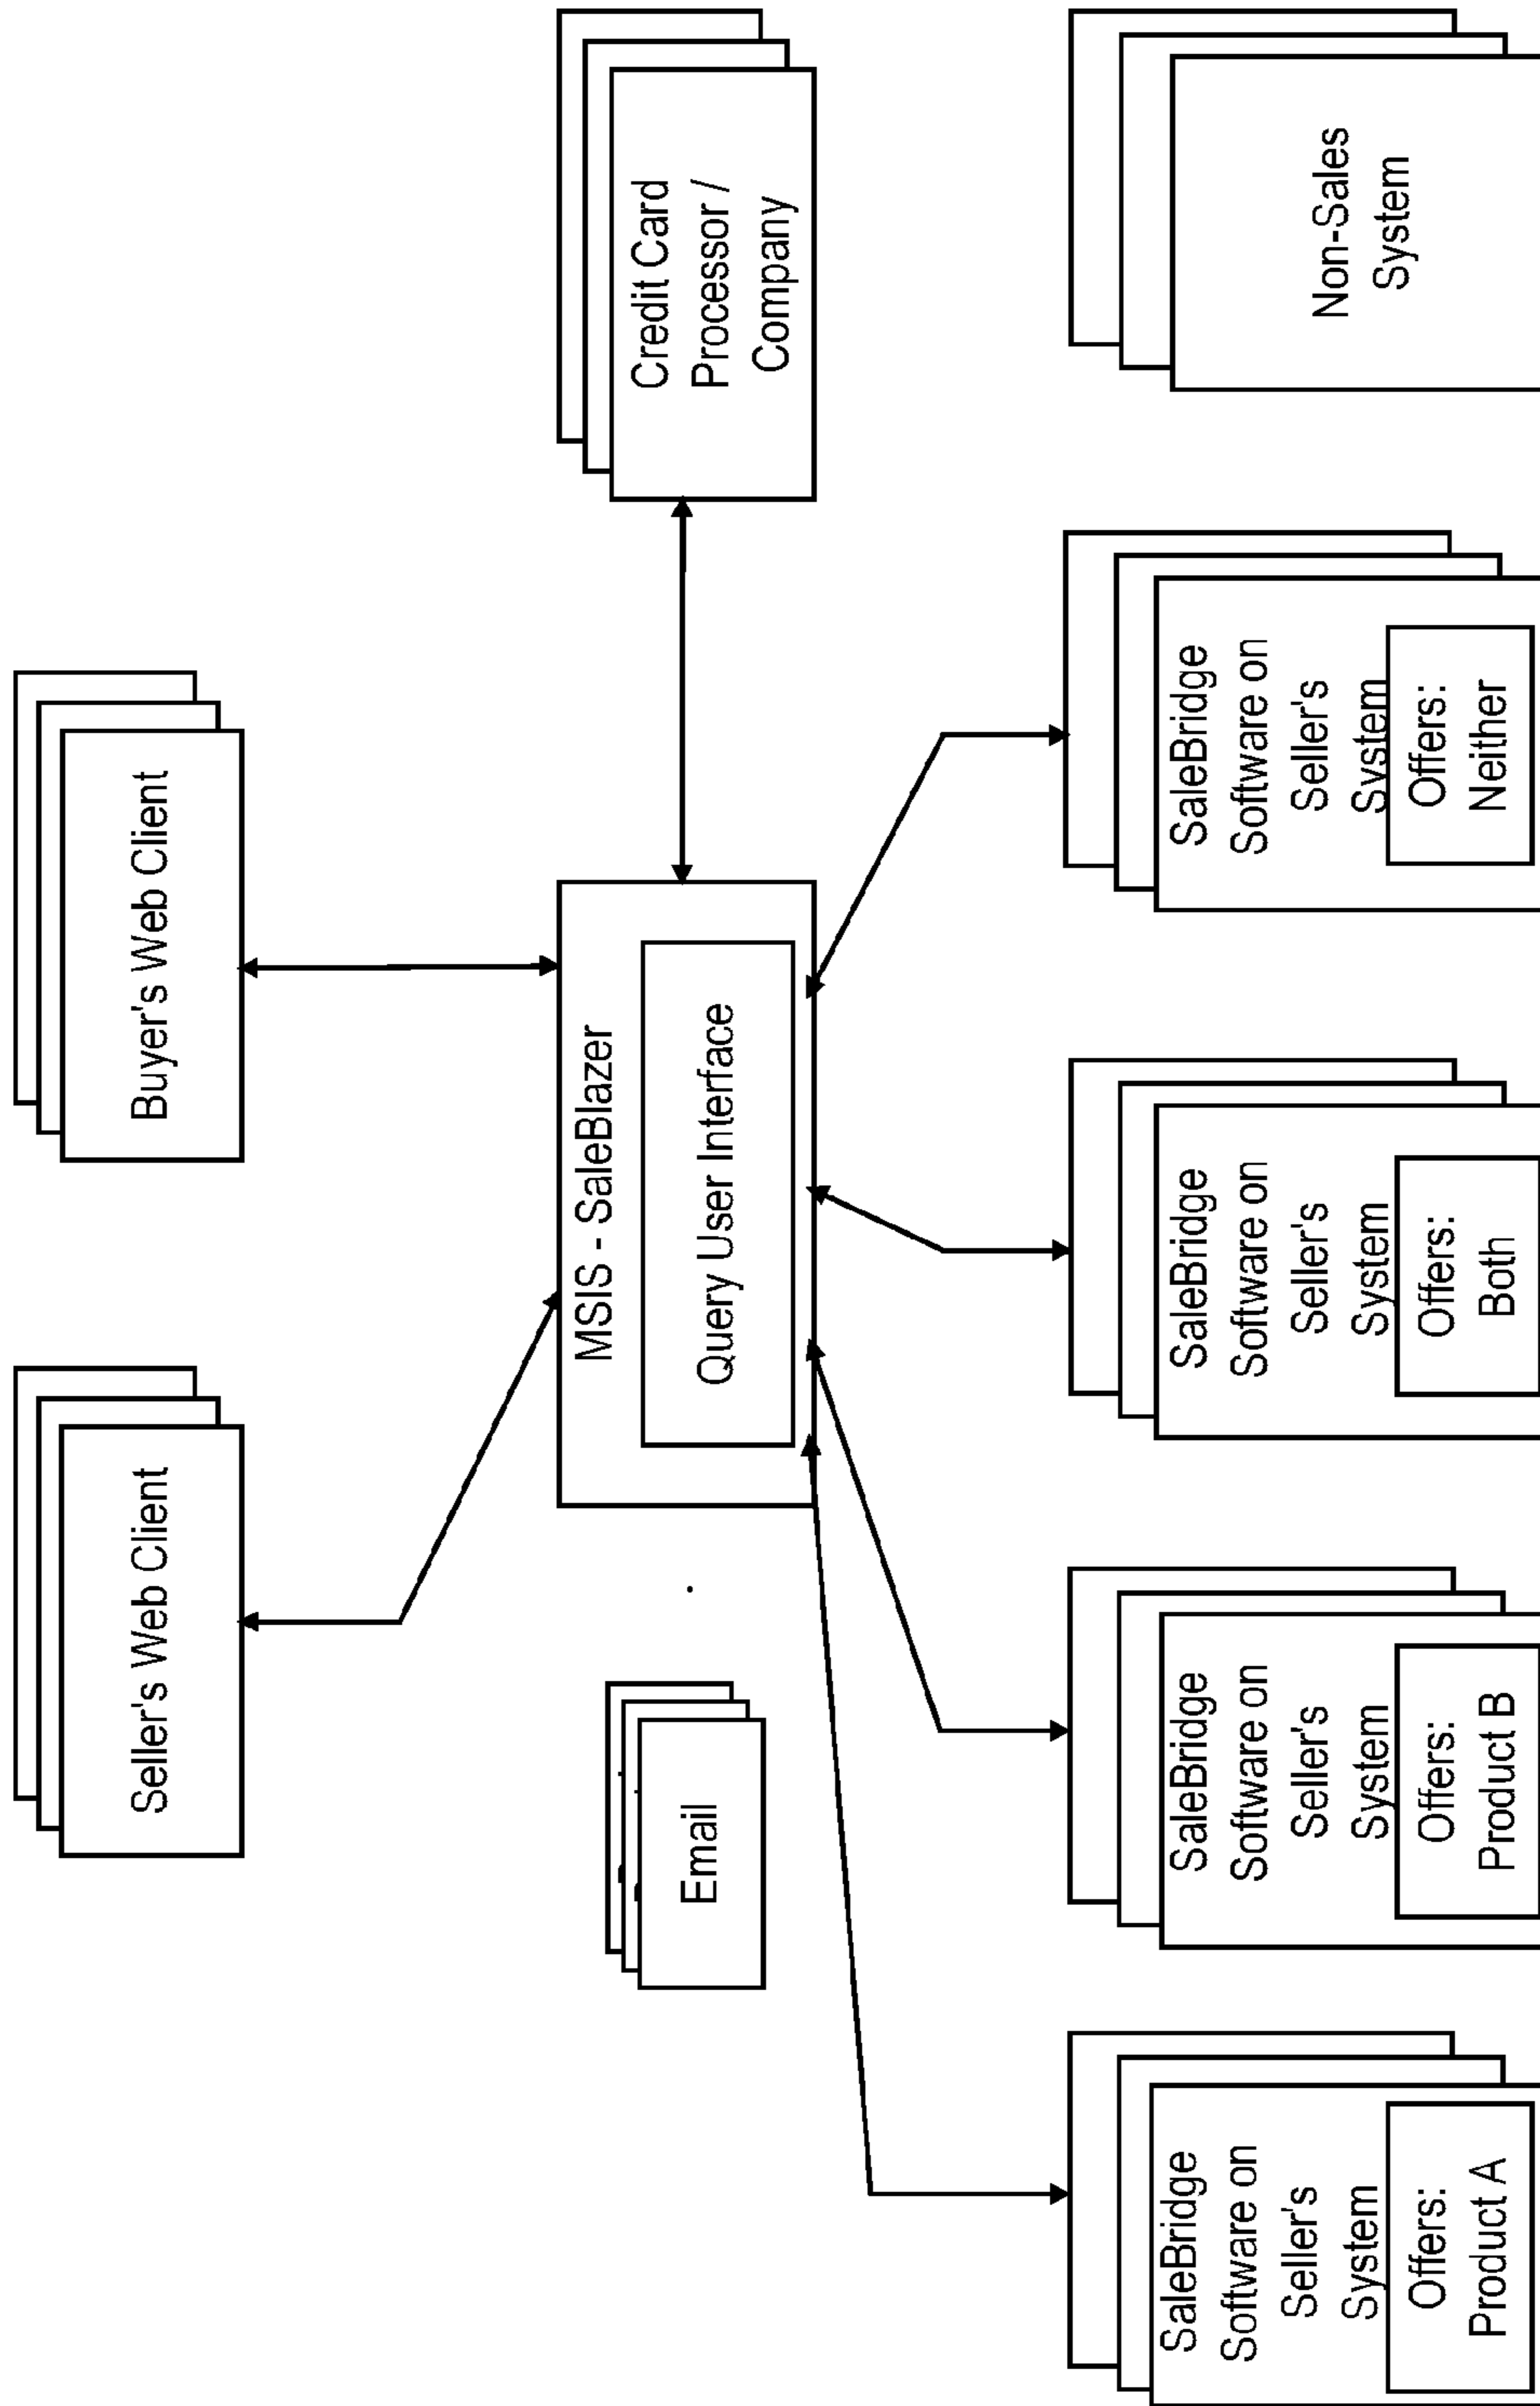 Seller's Web Client
Buyer's Web Client
Email
MSIS - SaleBlazer
Query User Interface
Credit Card
Processor /
Company
SaleBridge
Software on
Seller's
System
Offers:
Product A
SaleBridge
Software on
Seller's
System
Offers:
Product B
SaleBridge
Software on
Seller's
System
Offers:
Both
SaleBridge
Software on
Seller's
System
Offers:
Neither
Non-Sales
System